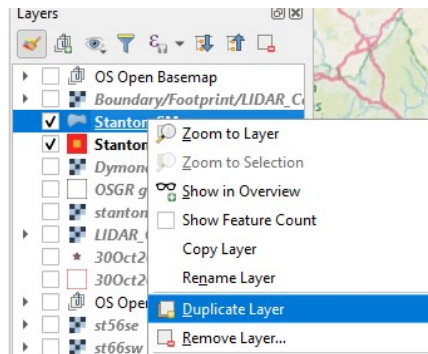 Layers
OS Open Basemap
Boundary/Footprint/LIDAR_C
Stanton
Zoom to Layer
Stanton
Zoom to Selection
Dymon
OSGR g
Show in Overview
stanton
Show Feature Count
LIDAR_
Copy Layer
30Oct2
Rename Layer
30Oct2
OS Ope
Duplicate Layer
st56se
Remove Layer...
st66sw